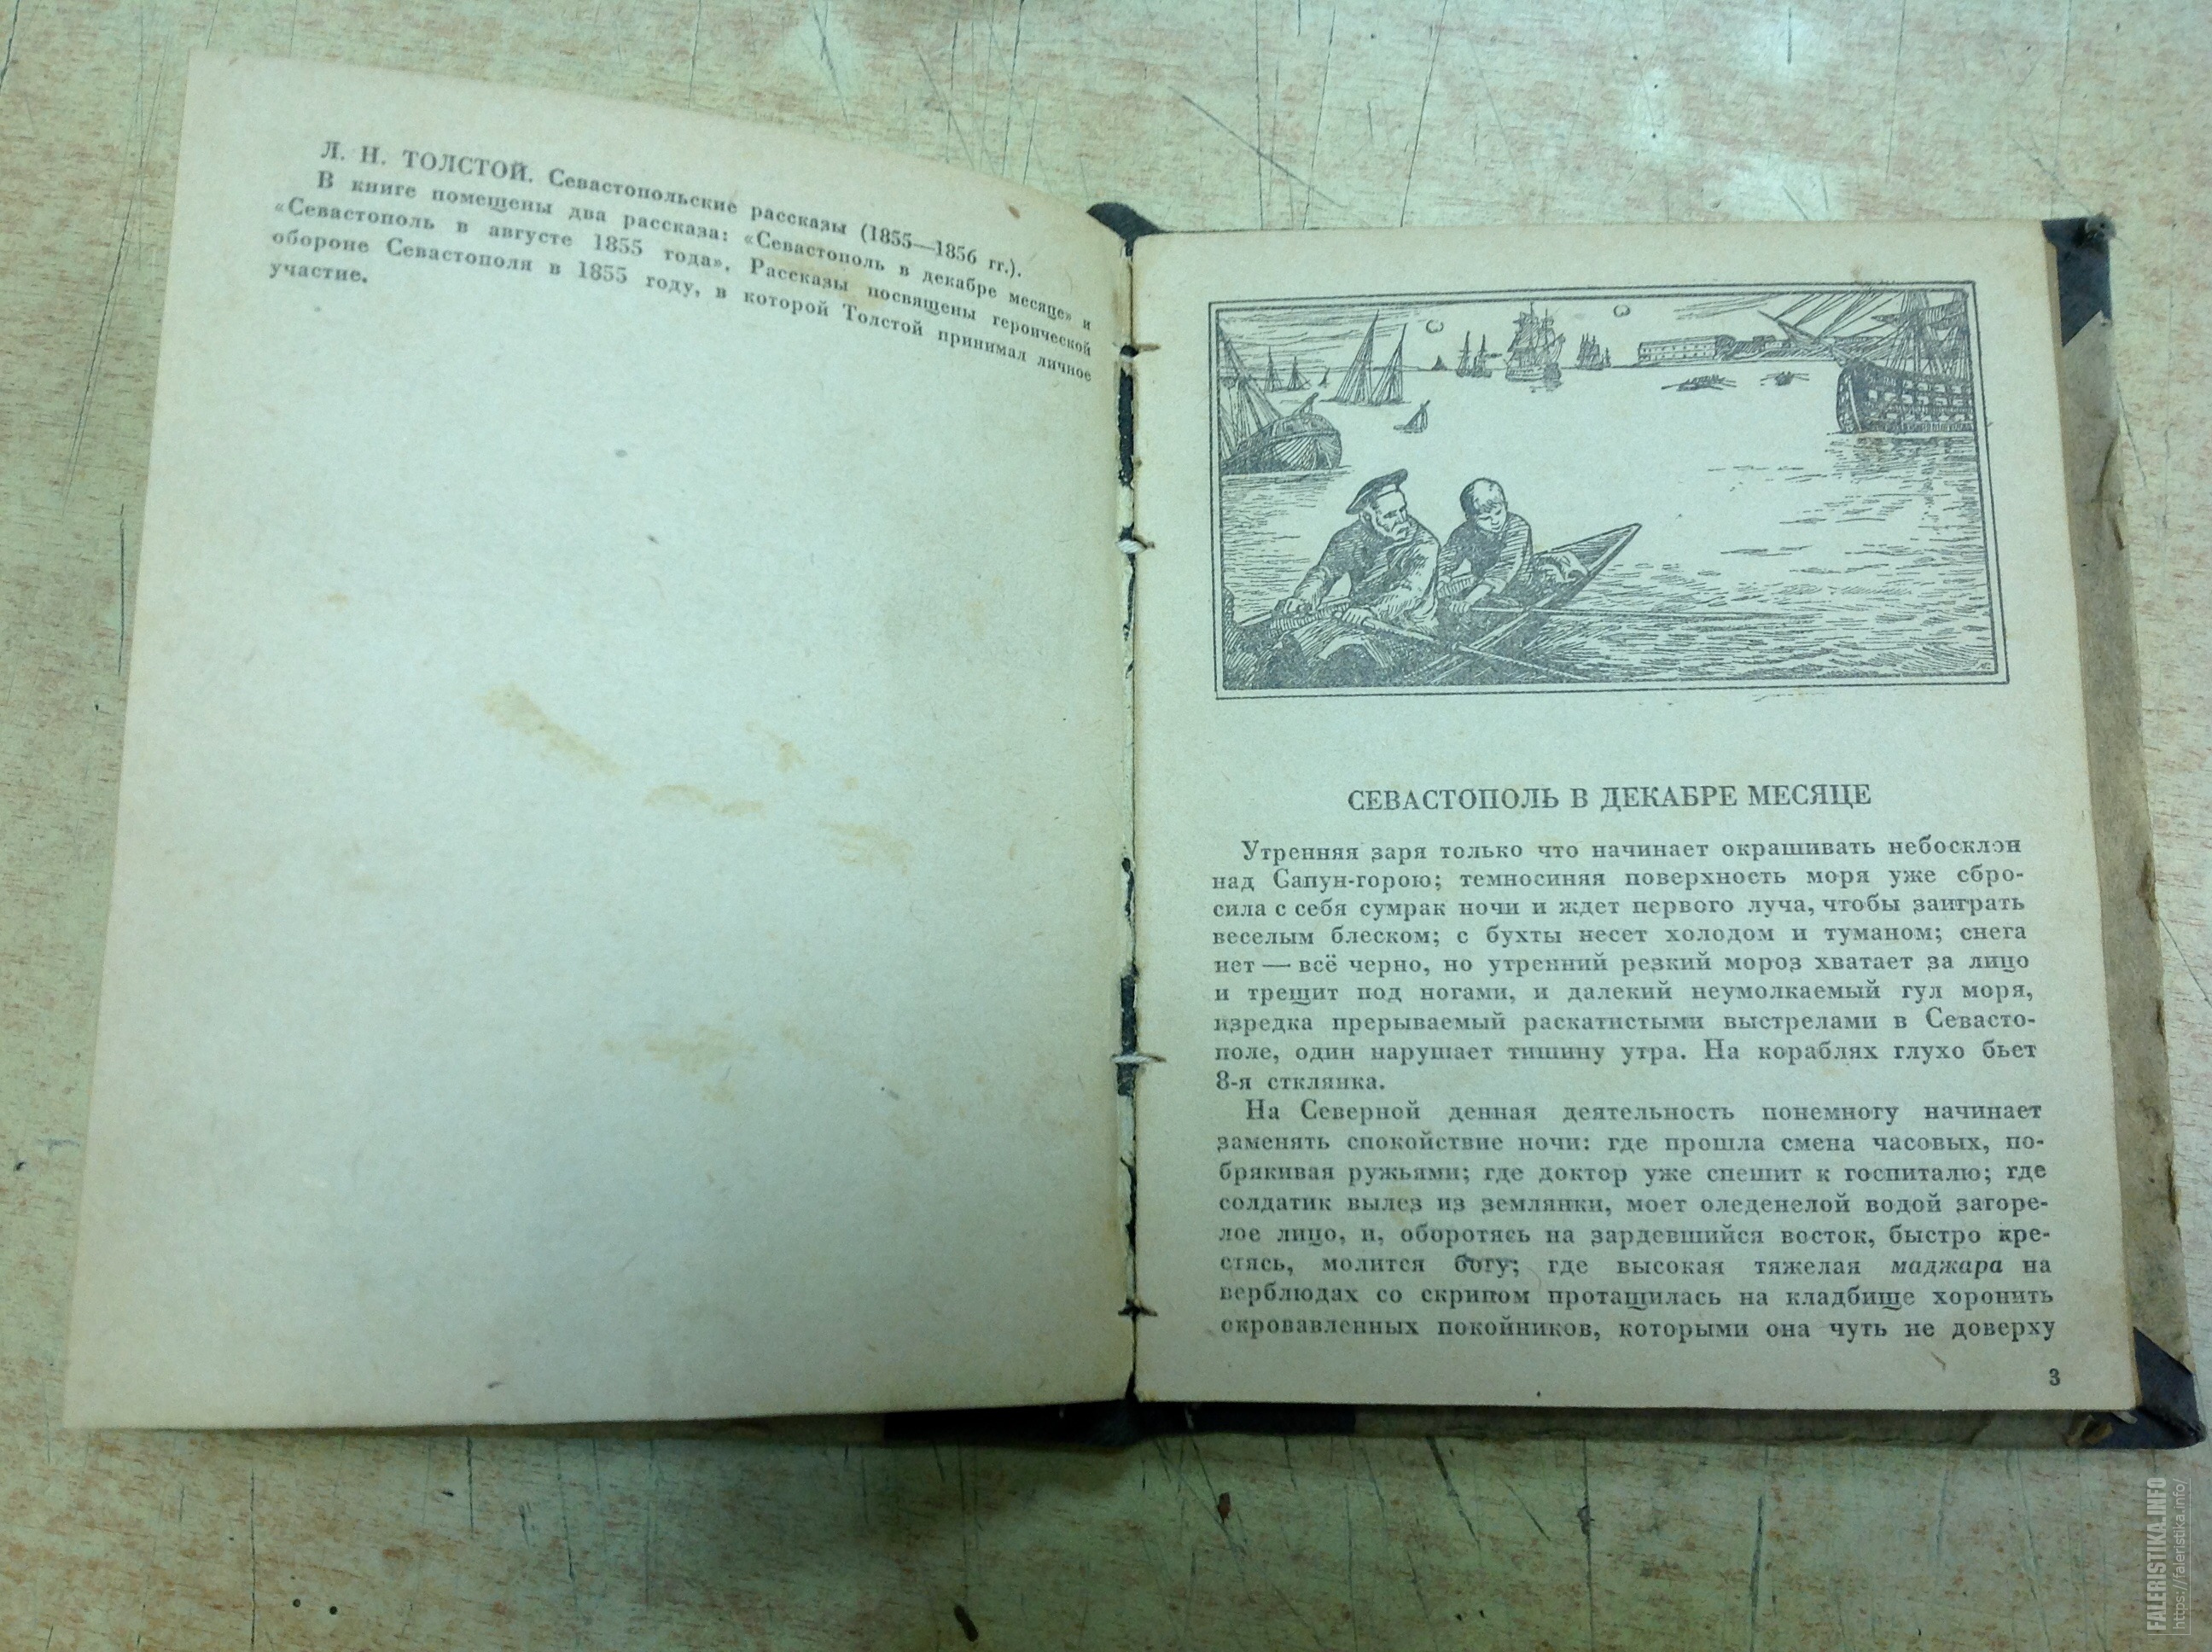 Л. Н. ТОЛСТОЙ. Севастопольские рассказы (1855—1856 гг.).
В книге помещены два рассказа: «Севастополь в декабре месяце» и
«Севастополь в августе 1855 года». Рассказы посвящены героической
обороне Севастополя в 1855 году, в которой Толстой принимал личное
участие.
СЕВАСТОПОЛЬ В ДЕКАБРЕ МЕСЯЦЕ
Утренняя заря только что начинает окрашивать небосклон
над Сапун-горою; темносиняя поверхность моря уже сбро-
сила с себя сумрак ночи и ждет первого луча, чтобы заиграть
веселым блеском; с бухты несет холодом и туманом; снега
нет — всё черно, но утренний резкий мороз хватает за лицо
и трещит под ногами, и далекий неумолкаемый гул моря,
изредка прерываемый раскатистыми выстрелами в Севасто-
поле, один нарушает тишину утра. На кораблях глухо бьет
8-я стклянка.
На Северной денная деятельность понемногу начинает
заменять спокойствие ночи: где прошла смена часовых, по-
брякивая ружьями; где доктор уже спешит к госпиталю; где
солдатик вылез из землянки, моет оледенелой водой загоре-
лое лицо, и, оборотясь на зардевшийся восток, быстро кре-
стясь, молится богу; где высокая тяжелая маджара на
верблюдах со скрипом протащилась на кладбище хоронить
окровавленных покойников, которыми она чуть не доверху
3
FALERISTIKA.INFO
https://faleristika.info/